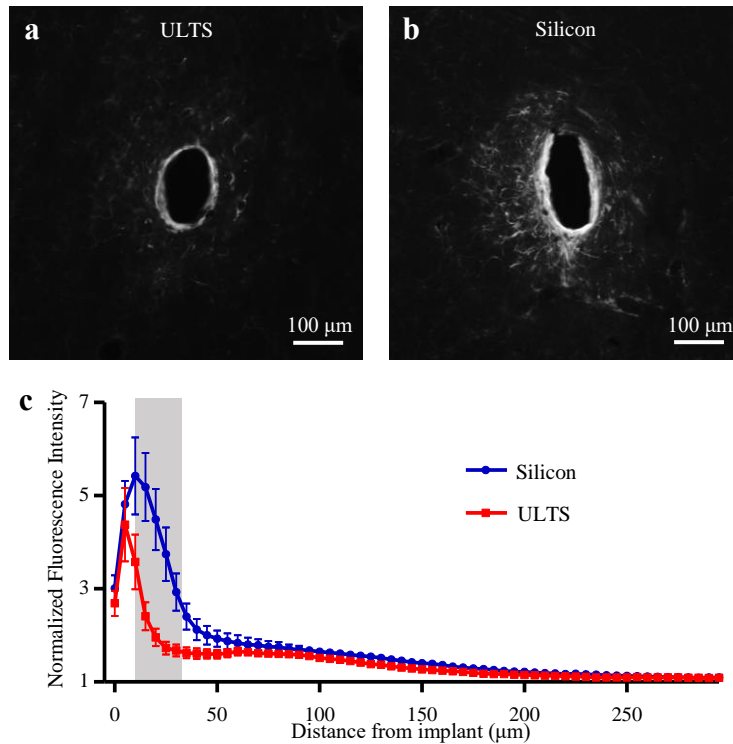 a
ULTS
100 μm
b
Silicon
100 μm
c
Normalized Fluorescence Intensity
7
5
3
1
Silicon
ULTS
0
50
100
150
200
250
Distance from implant (μm)